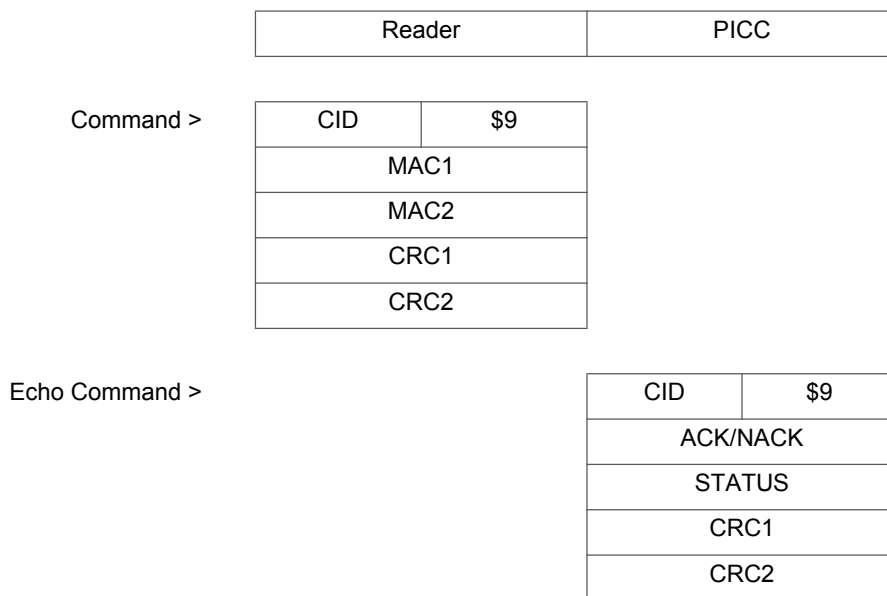 Reader PICC
Command > CID $9
MAC1
MAC2
CRC1
CRC2
Echo Command > CID $9
ACK/NACK
STATUS
CRC1
CRC2